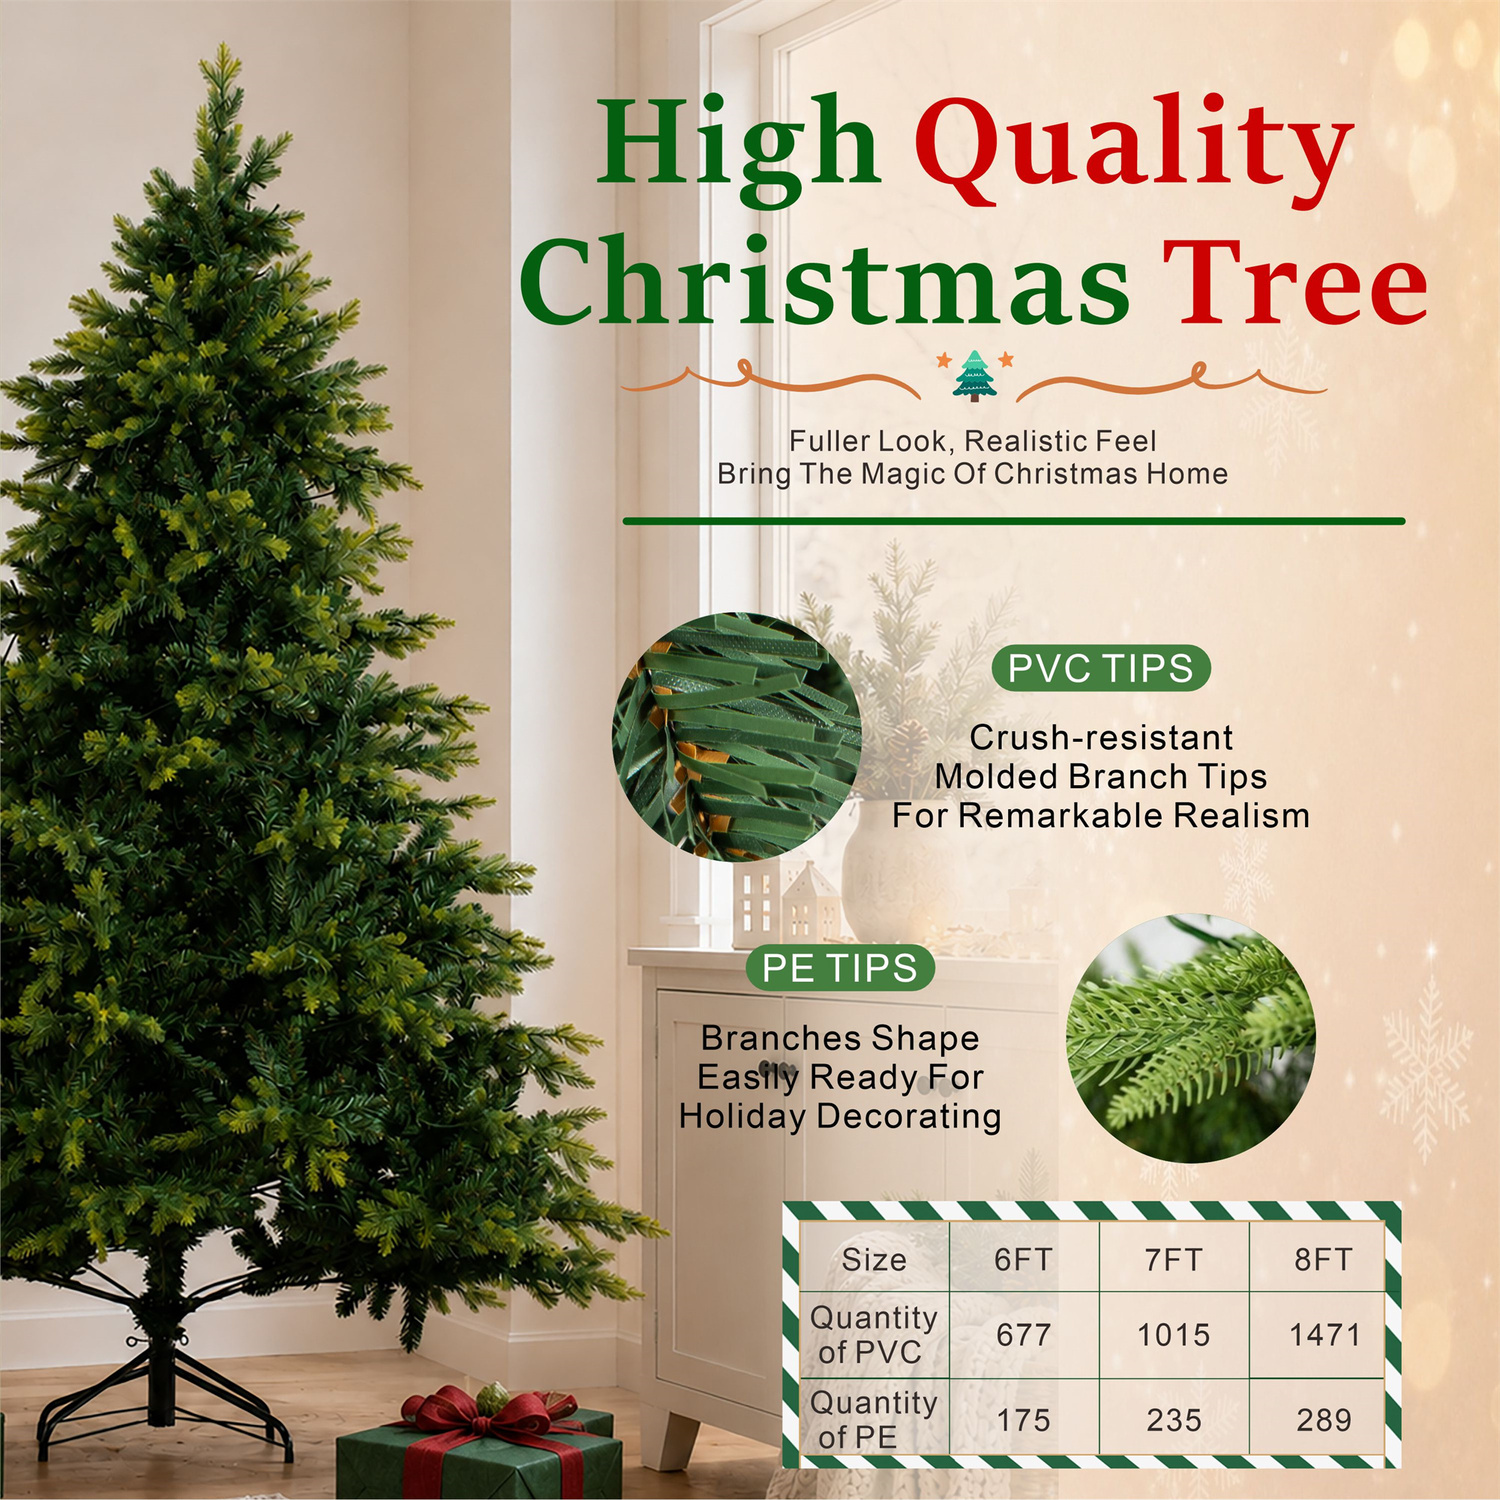 High Quality
Christmas Tree
Fuller Look, Realistic Feel
Bring The Magic Of Christmas Home
PVC TIPS
Crush-resistant
Molded Branch Tips
For Remarkable Realism
PE TIPS
Branches Shape
Easily Ready For
Holiday Decorating
Size 6FT 7FT 8FT
Quantity
of PVC 677 1015 1471
Quantity
of PE 175 235 289